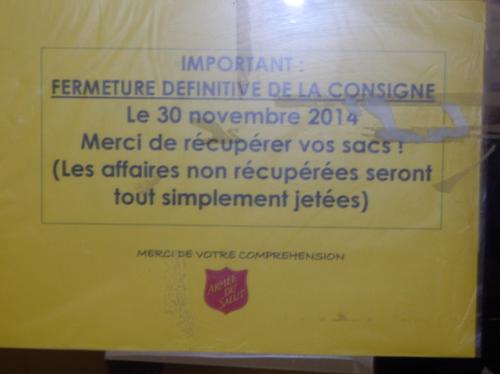 IMPORTANT :
FERMETURE DEFINITIVE DE LA CONSIGNE
Le 30 novembre 2014
Merci de récupérer vos sacs !
(Les affaires non récupérées seront
tout simplement jetées)
MERCI DE VOTRE COMPREHENSION
ARMÉE
DU
SALUT